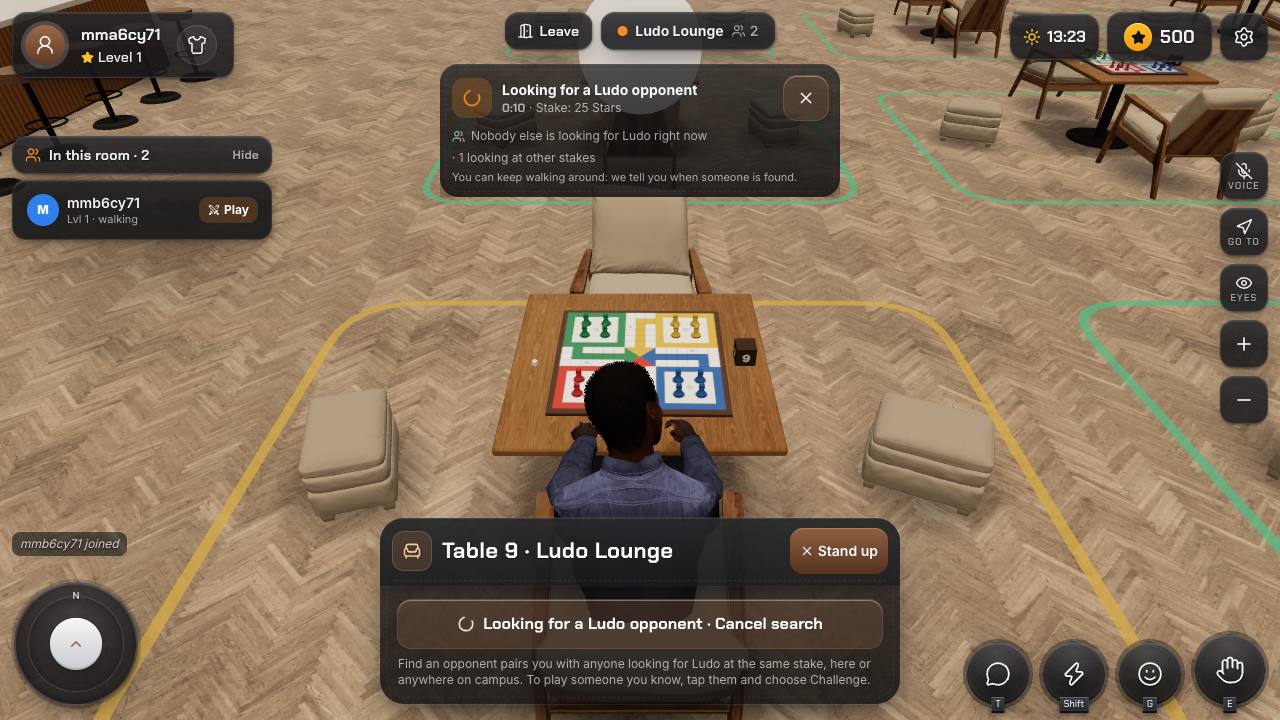 mma6cy71
Level 1
Leave
Ludo Lounge 2
13:23
500
Looking for a Ludo opponent
0:10 · Stake: 25 Stars
Nobody else is looking for Ludo right now
· 1 looking at other stakes
You can keep walking around: we tell you when someone is found.
In this room · 2
Hide
M
mmb6cy71
Lvl 1 · walking
Play
VOICE
GO TO
EYES
9
mmb6cy71 joined
N
Table 9 · Ludo Lounge
Stand up
Looking for a Ludo opponent · Cancel search
Find an opponent pairs you with anyone looking for Ludo at the same stake, here or
anywhere on campus. To play someone you know, tap them and choose Challenge.
T
Shift
G
E